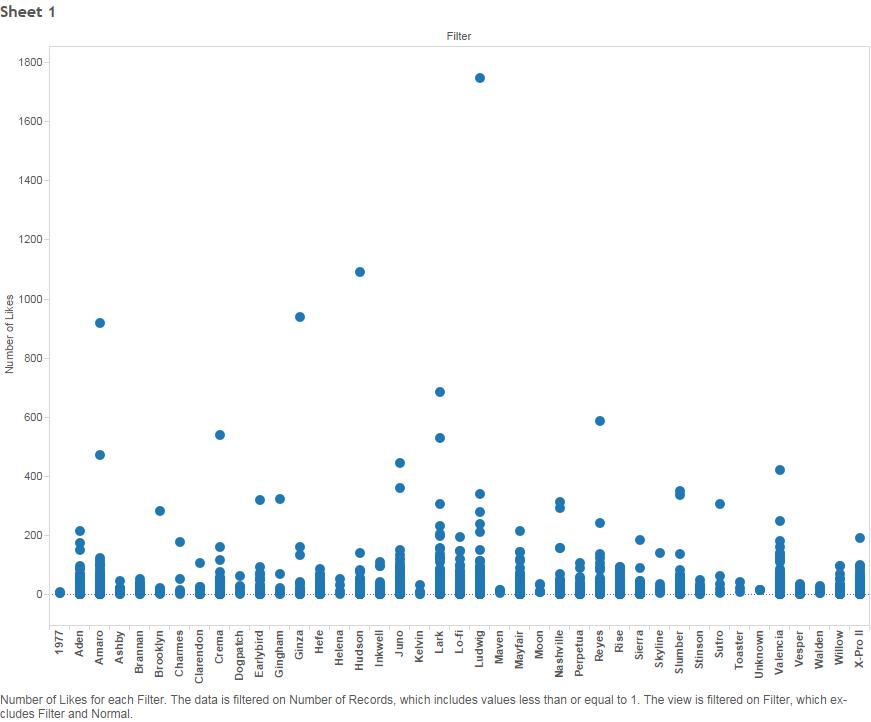 Sheet 1
Filter
1800
1600
1400
1200
1000
800
600
400
200
0
Number of Likes
1977
Aden
Amaro
Ashby
Brannan
Brooklyn
Charmes
Clarendon
Crema
Dogpatch
Earlybird
Gingham
Ginza
Hefe
Helena
Hudson
Inkwell
Juno
Kelvin
Lark
Lo-fi
Ludwig
Maven
Mayfair
Moon
Nashville
Perpetua
Reyes
Rise
Sierra
Skyline
Slumber
Stinson
Sutro
Toaster
Unknown
Valencia
Vesper
Walden
Willow
X-Pro II
Number of Likes for each Filter. The data is filtered on Number of Records, which includes values less than or equal to 1. The view is filtered on Filter, which ex-
cludes Filter and Normal.